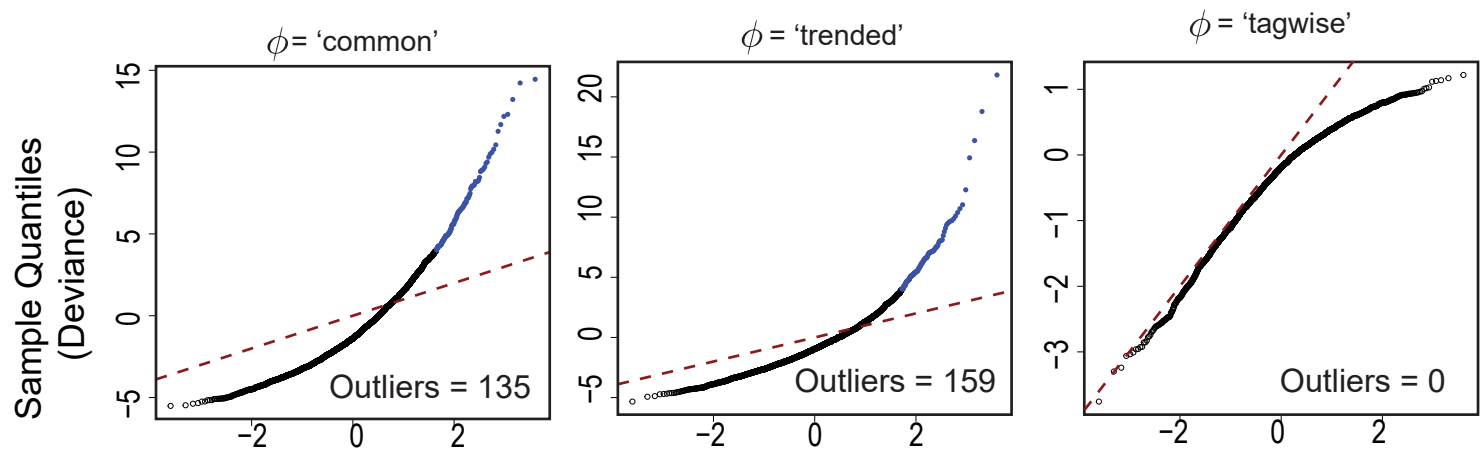 ϕ = ‘common’
ϕ = ‘trended’
ϕ = ‘tagwise’
Sample Quantiles
(Deviance)
15
10
5
0
−5
Outliers = 135
−2 0 2
20
15
10
5
0
−5
Outliers = 159
−2 0 2
1
0
−1
−2
−3
Outliers = 0
−2 0 2